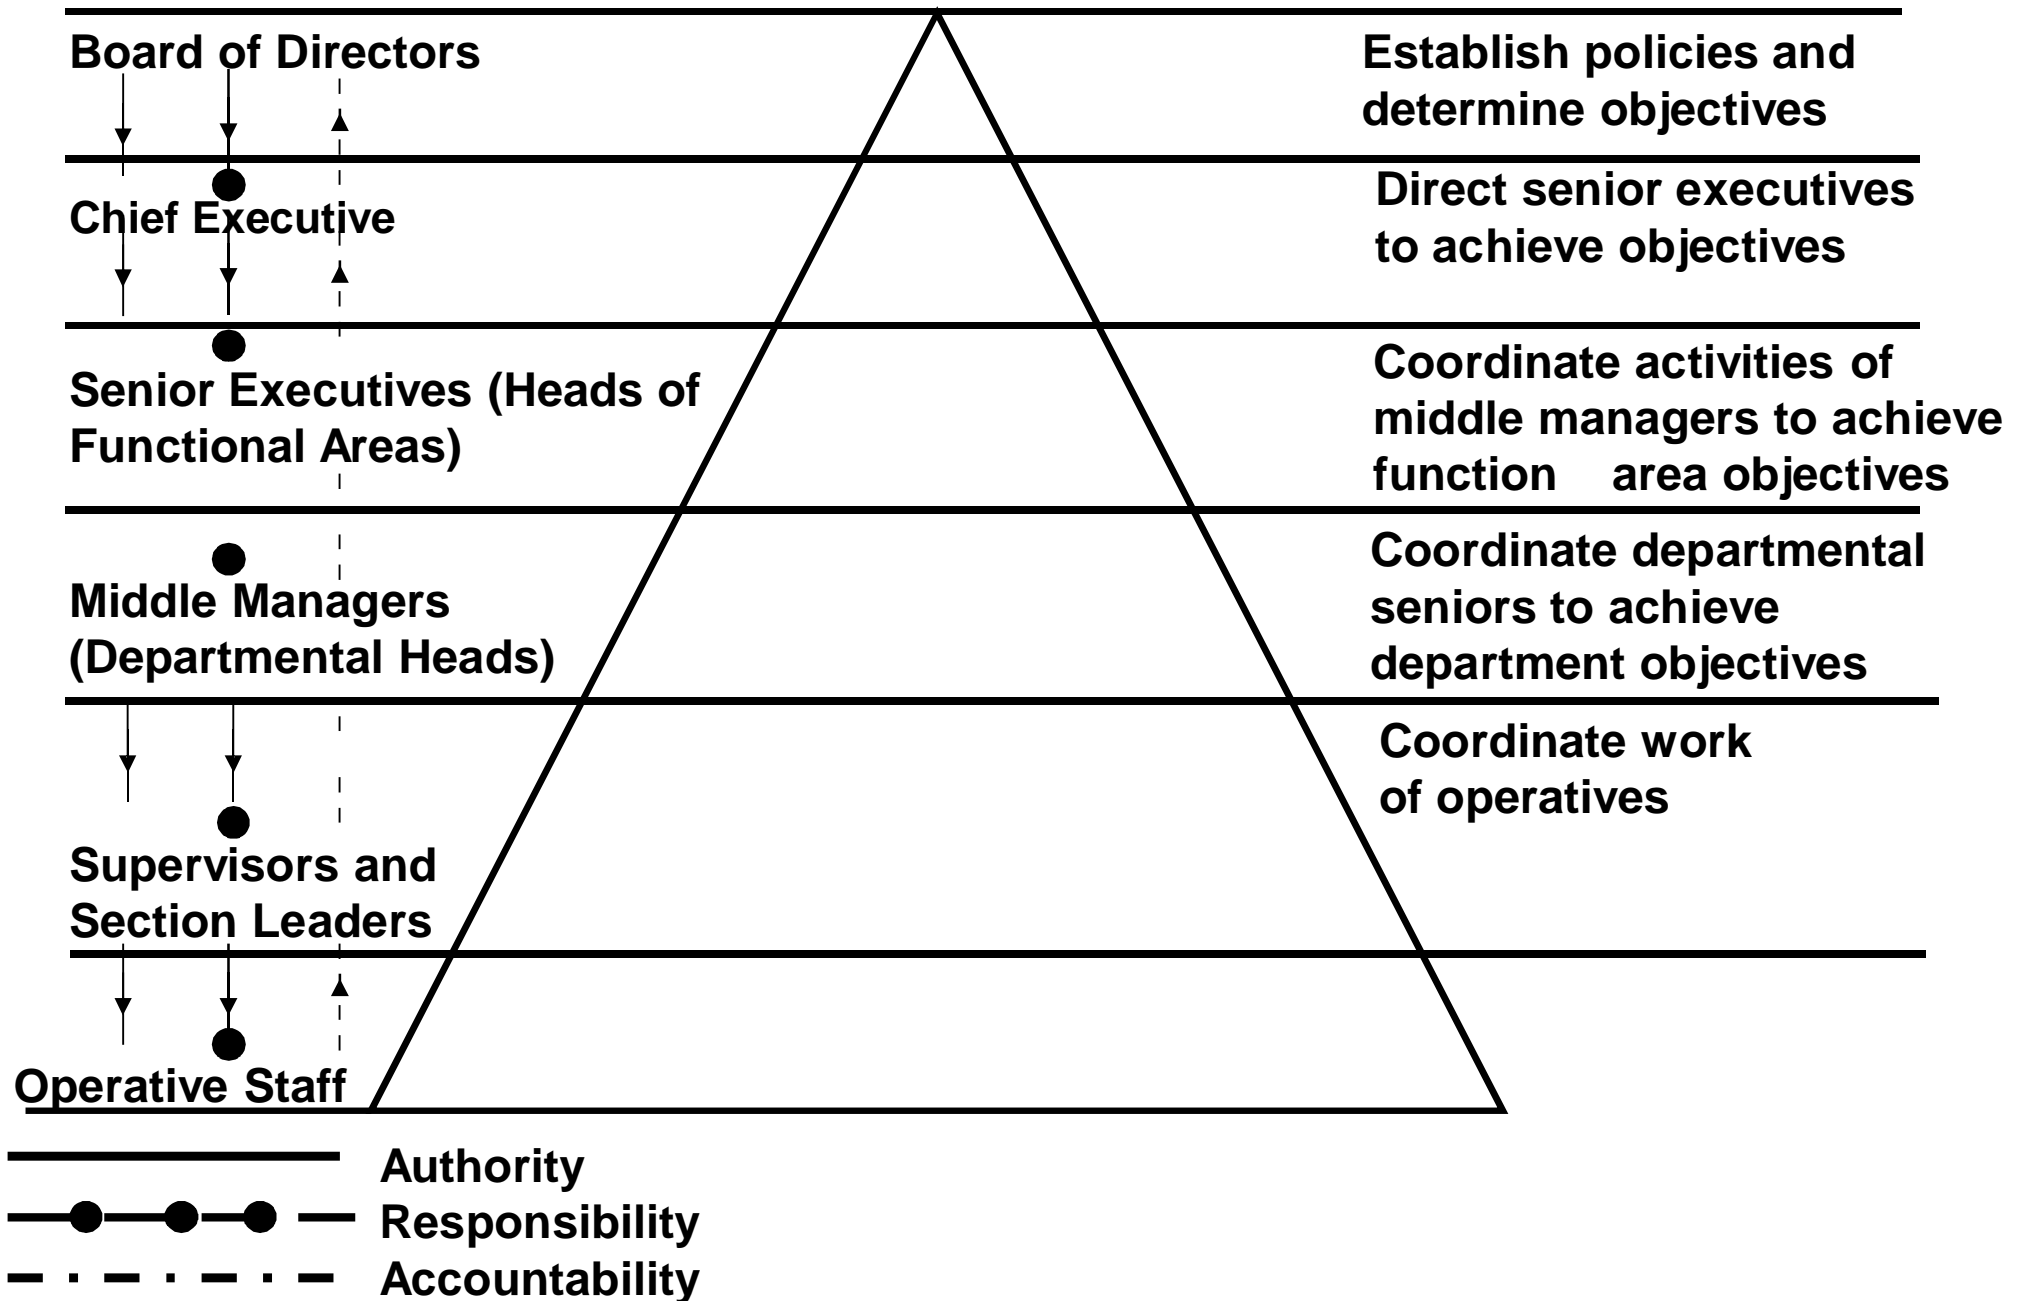 Board of Directors
Establish policies and
determine objectives
Chief Executive
Direct senior executives
to achieve objectives
Senior Executives (Heads of
Functional Areas)
Coordinate activities of
middle managers to achieve
function area objectives
Middle Managers
(Departmental Heads)
Coordinate departmental
seniors to achieve
department objectives
Supervisors and
Section Leaders
Coordinate work
of operatives
Operative Staff
Authority
Responsibility
Accountability